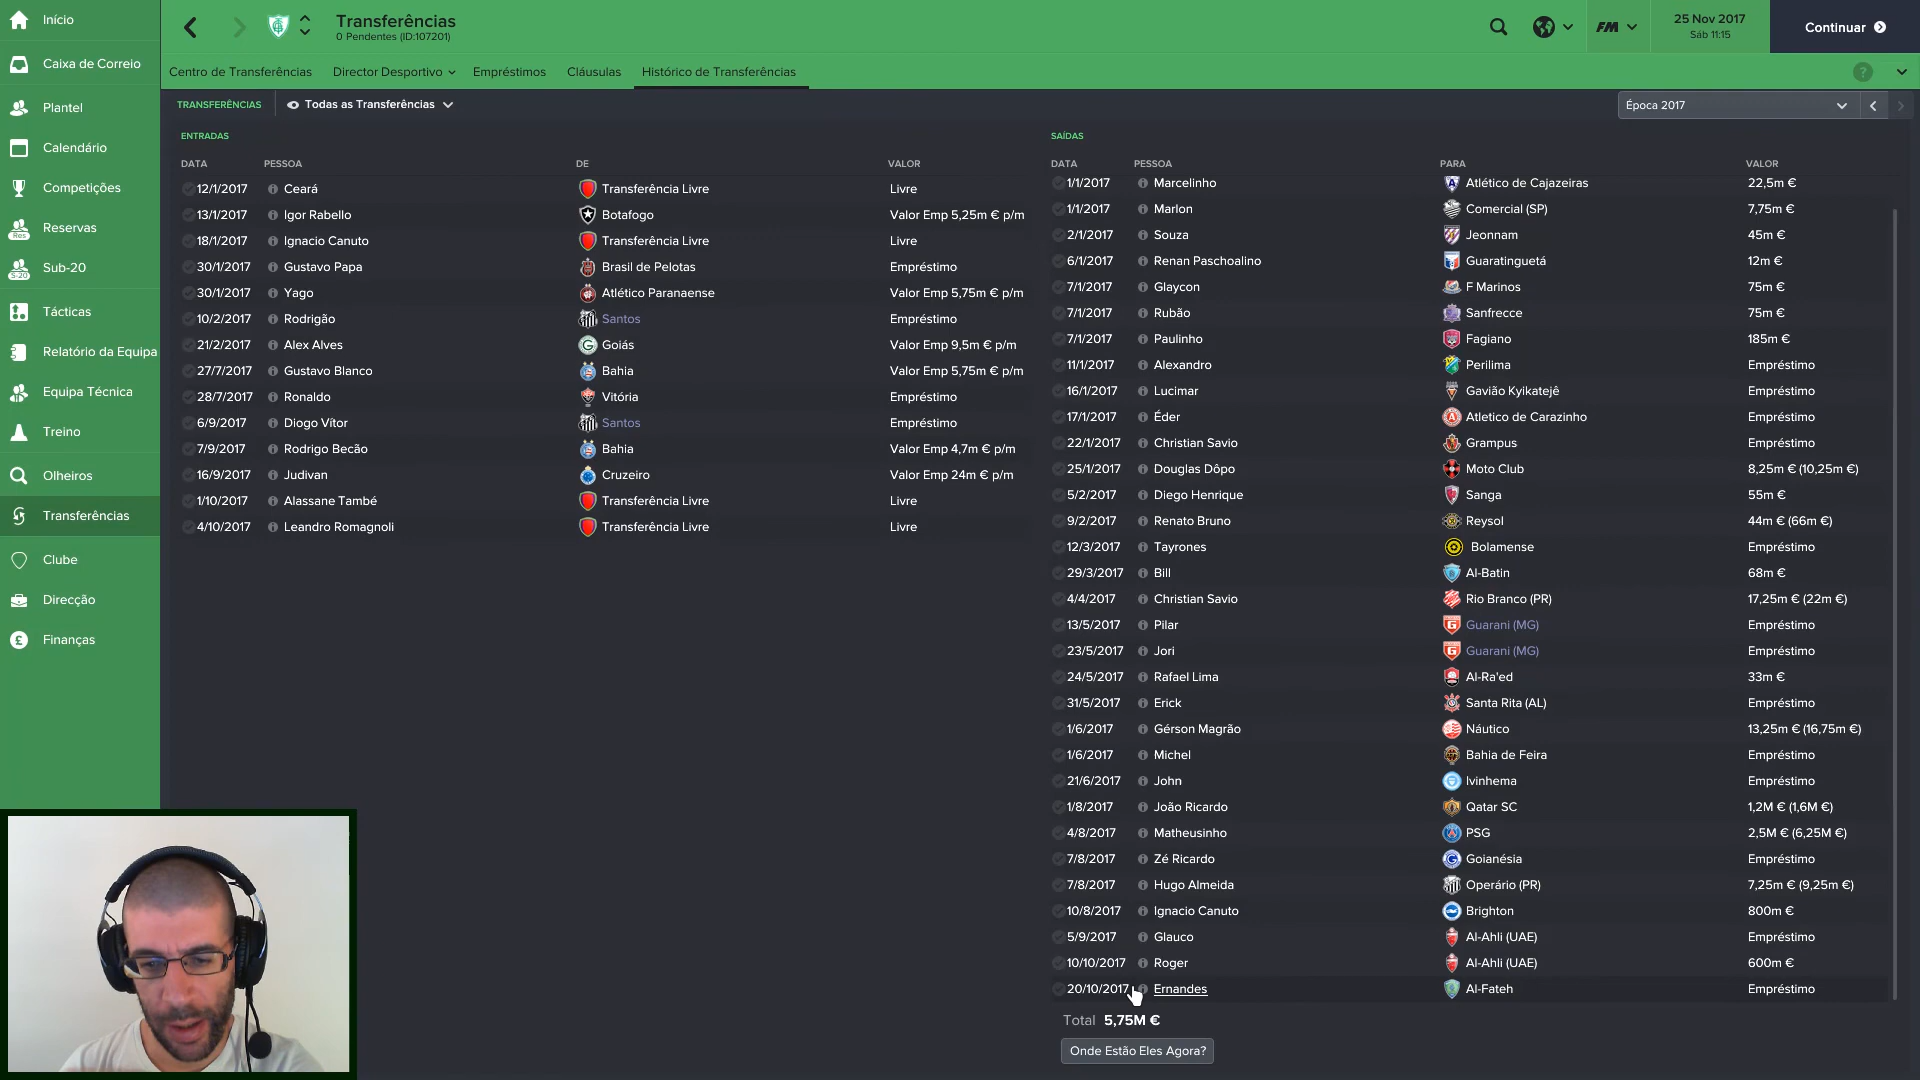 Início
Caixa de Correio
Plantel
Calendário
Competições
Reservas
Sub-20
Tácticas
Relatório da Equipa
Equipa Técnica
Treino
Olheiros
Transferências
Clube
Direcção
Finanças
Transferências
0 Pendentes (ID:107201)
FM
25 Nov 2017
Sáb 11:15
Continuar
Centro de Transferências Director Desportivo Empréstimos Cláusulas Histórico de Transferências
TRANSFERÊNCIAS Todas as Transferências Época 2017
ENTRADAS
DATA PESSOA DE VALOR
12/1/2017 Ceará Transferência Livre Livre
13/1/2017 Igor Rabello Botafogo Valor Emp 5,25m € p/m
18/1/2017 Ignacio Canuto Transferência Livre Livre
30/1/2017 Gustavo Papa Brasil de Pelotas Empréstimo
30/1/2017 Yago Atlético Paranaense Valor Emp 5,75m € p/m
10/2/2017 Rodrigão Santos Empréstimo
21/2/2017 Alex Alves Goiás Valor Emp 9,5m € p/m
27/7/2017 Gustavo Blanco Bahia Valor Emp 5,75m € p/m
28/7/2017 Ronaldo Vitória Empréstimo
6/9/2017 Diogo Vítor Santos Empréstimo
7/9/2017 Rodrigo Becão Bahia Valor Emp 4,7m € p/m
16/9/2017 Judivan Cruzeiro Valor Emp 24m € p/m
1/10/2017 Alassane També Transferência Livre Livre
4/10/2017 Leandro Romagnoli Transferência Livre Livre
SAÍDAS
DATA PESSOA PARA VALOR
1/1/2017 Marcelinho Atlético de Cajazeiras 22,5m €
1/1/2017 Marlon Comercial (SP) 7,75m €
2/1/2017 Souza Jeonnam 45m €
6/1/2017 Renan Paschoalino Guaratinguetá 12m €
7/1/2017 Glaycon F Marinos 75m €
7/1/2017 Rubão Sanfrecce 75m €
7/1/2017 Paulinho Fagiano 185m €
11/1/2017 Alexandro Perilima Empréstimo
16/1/2017 Lucimar Gavião Kyikatejê Empréstimo
17/1/2017 Éder Atletico de Carazinho Empréstimo
22/1/2017 Christian Savio Grampus Empréstimo
25/1/2017 Douglas Dôpo Moto Club 8,25m € (10,25m €)
5/2/2017 Diego Henrique Sanga 55m €
9/2/2017 Renato Bruno Reysol 44m € (66m €)
12/3/2017 Tayrones Bolamense Empréstimo
29/3/2017 Bill Al-Batin 68m €
4/4/2017 Christian Savio Rio Branco (PR) 17,25m € (22m €)
13/5/2017 Pilar Guarani (MG) Empréstimo
23/5/2017 Jori Guarani (MG) Empréstimo
24/5/2017 Rafael Lima Al-Ra'ed 33m €
31/5/2017 Erick Santa Rita (AL) Empréstimo
1/6/2017 Gérson Magrão Náutico 13,25m € (16,75m €)
1/6/2017 Michel Bahia de Feira Empréstimo
21/6/2017 John Ivinhema Empréstimo
1/8/2017 João Ricardo Qatar SC 1,2M € (1,6M €)
4/8/2017 Matheusinho PSG 2,5M € (6,25M €)
7/8/2017 Zé Ricardo Goianésia Empréstimo
7/8/2017 Hugo Almeida Operário (PR) 7,25m € (9,25m €)
10/8/2017 Ignacio Canuto Brighton 800m €
5/9/2017 Glauco Al-Ahli (UAE) Empréstimo
10/10/2017 Roger Al-Ahli (UAE) 600m €
20/10/2017 Ernandes Al-Fateh Empréstimo
Total 5,75M €
Onde Estão Eles Agora?